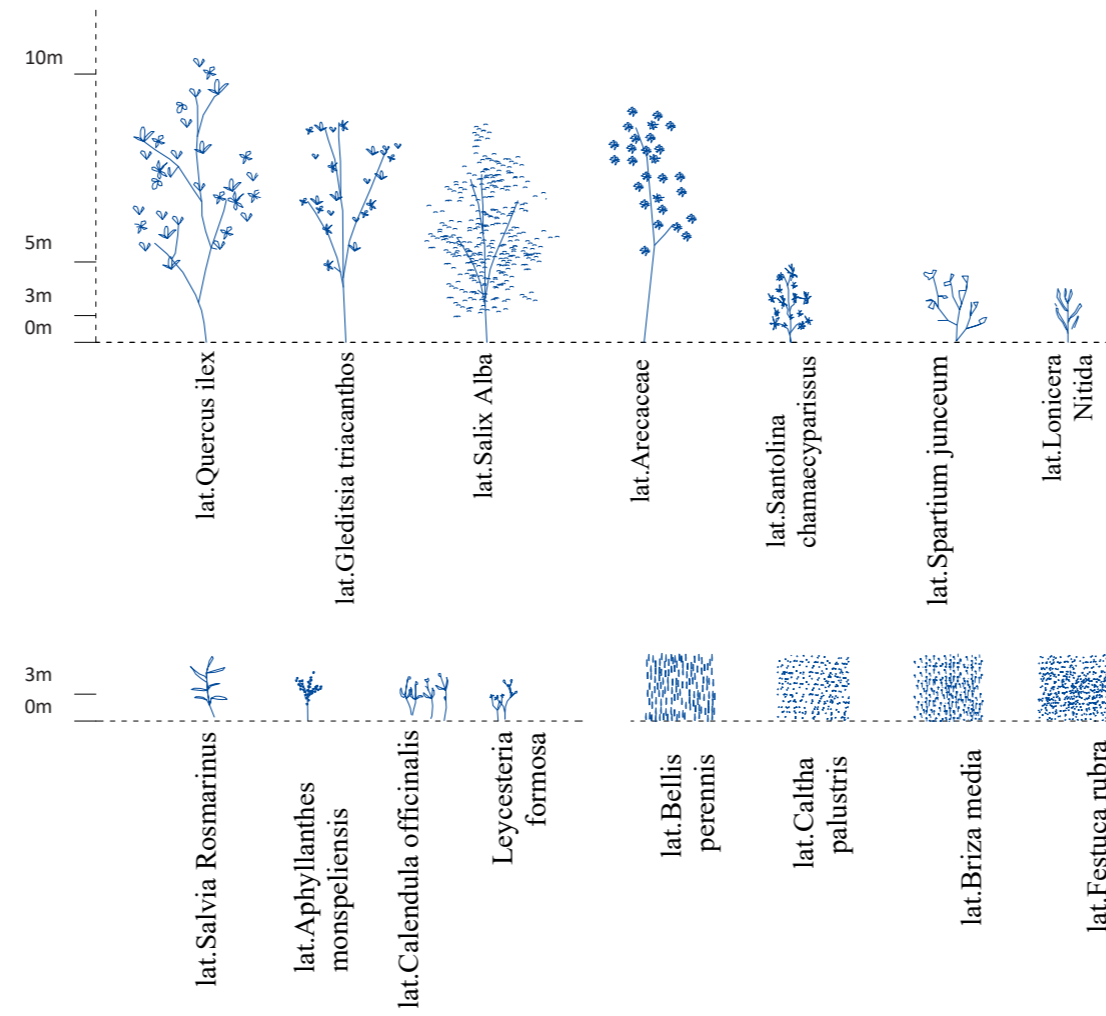 10m
5m
3m
0m
lat.Quercus ilex
lat.Gleditsia triacanthos
lat.Salix Alba
lat.Arecaceae
lat.Santolina
chamaecyparissus
lat.Spartium junceum
lat.Lonicera
Nitida
3m
0m
lat.Salvia Rosmarinus
lat.Aphyllanthes
monspeliensis
lat.Calendula officinalis
Leycesteria
formosa
lat.Bellis
perennis
lat.Caltha
palustris
lat.Briza media
lat.Festuca rubra